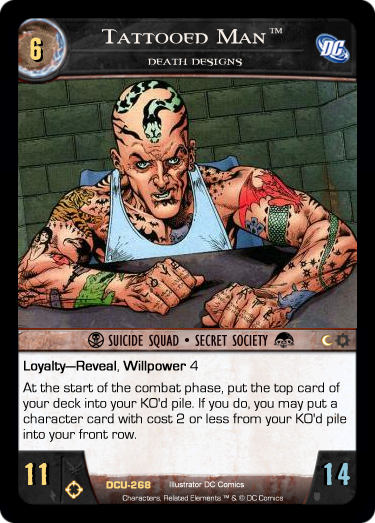 6
TATTOOED MAN™
DEATH DESIGNS
DC
SUICIDE SQUAD • SECRET SOCIETY
Loyalty—Reveal, Willpower 4
At the start of the combat phase, put the top card of
your deck into your KO'd pile. If you do, you may put a
character card with cost 2 or less from your KO'd pile
into your front row.
11
DCU-268
Illustrator DC Comics
14
Characters, Related Elements ™ & © DC Comics